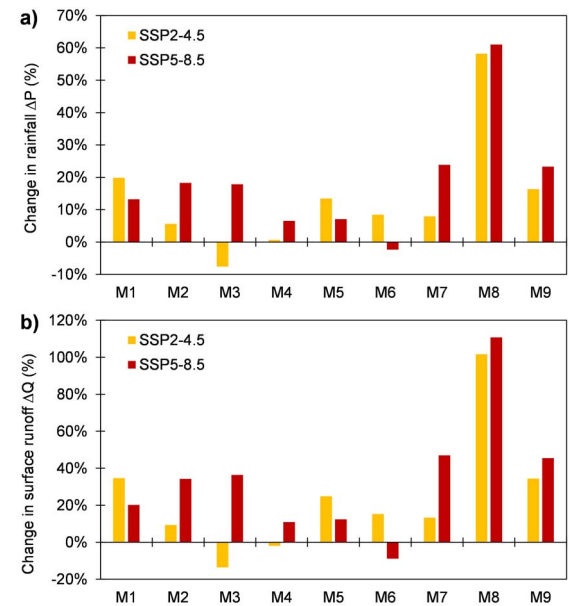 a)
Change in rainfall ΔP (%)
70%
60%
50%
40%
30%
20%
10%
0%
-10%
SSP2-4.5
SSP5-8.5
M1 M2 M3 M4 M5 M6 M7 M8 M9
b)
Change in surface runoff ΔQ (%)
120%
100%
80%
60%
40%
20%
0%
-20%
SSP2-4.5
SSP5-8.5
M1 M2 M3 M4 M5 M6 M7 M8 M9